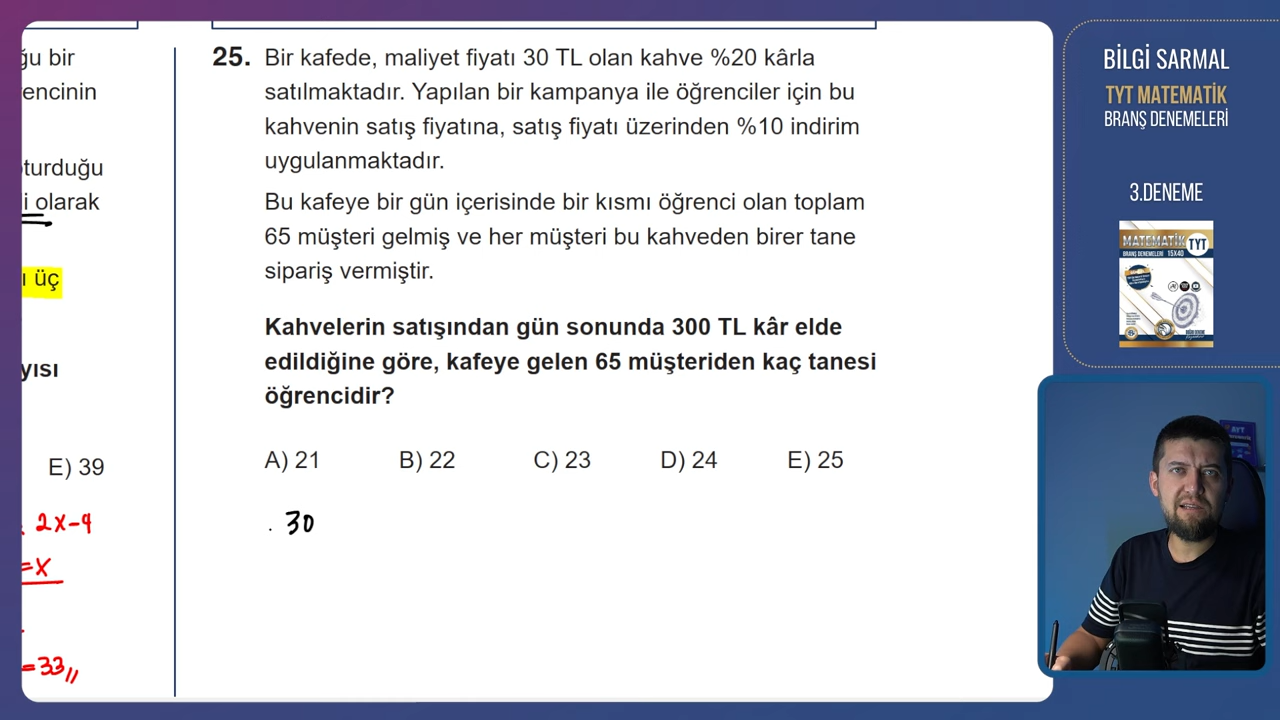 ğu bir
encinin
oturduğu
i olarak
ı üç
yısı
E) 39
2x-9
=x
=33,,
25. Bir kafede, maliyet fiyatı 30 TL olan kahve %20 kârla
satılmaktadır. Yapılan bir kampanya ile öğrenciler için bu
kahvenin satış fiyatına, satış fiyatı üzerinden %10 indirim
uygulanmaktadır.
Bu kafeye bir gün içerisinde bir kısmı öğrenci olan toplam
65 müşteri gelmiş ve her müşteri bu kahveden birer tane
sipariş vermiştir.
Kahvelerin satışından gün sonunda 300 TL kâr elde
edildiğine göre, kafeye gelen 65 müşteriden kaç tanesi
öğrencidir?
A) 21 B) 22 C) 23 D) 24 E) 25
. 30
BİLGİ SARMAL
TYT MATEMATİK
BRANŞ DENEMELERİ
3.DENEME
MATEMATİK TYT
BRANŞ DENEMELERİ 15X40
AYT